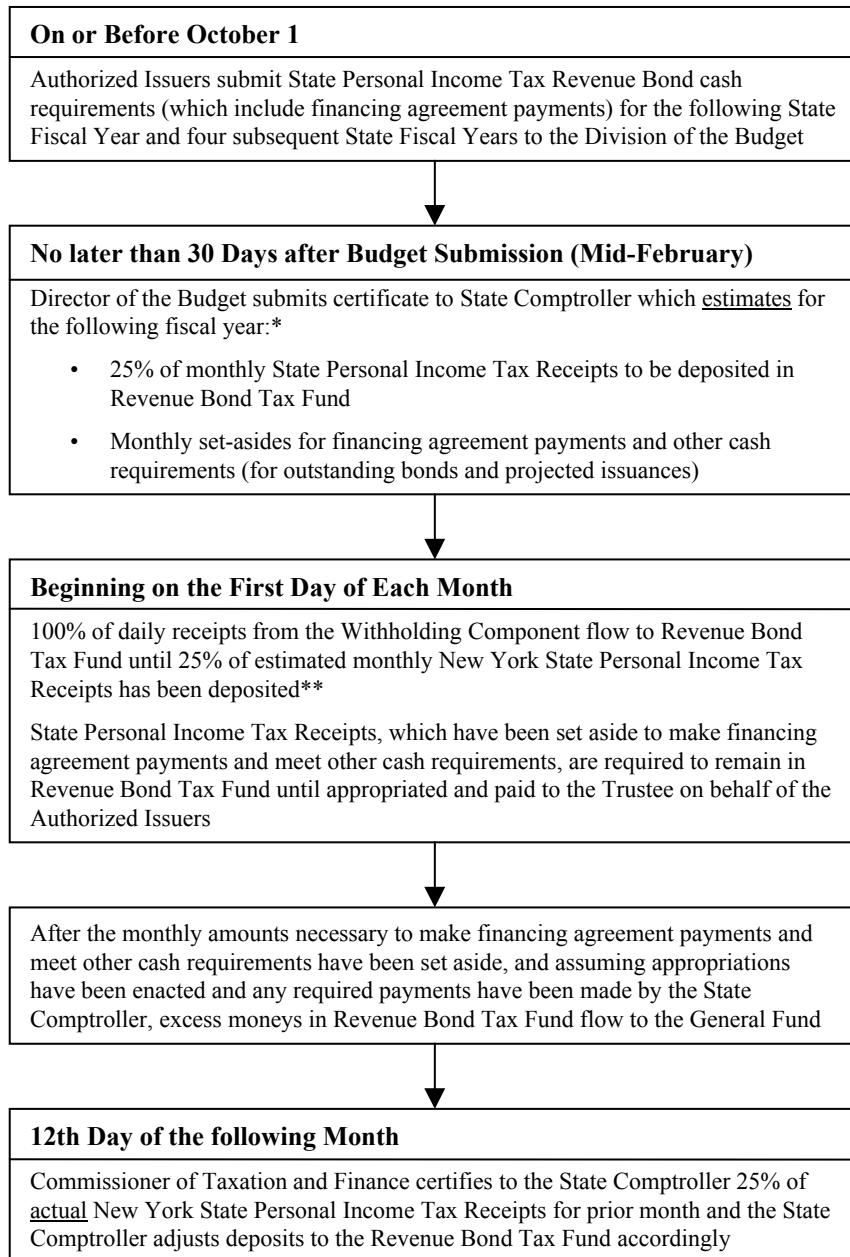 On or Before October 1
Authorized Issuers submit State Personal Income Tax Revenue Bond cash
requirements (which include financing agreement payments) for the following State
Fiscal Year and four subsequent State Fiscal Years to the Division of the Budget
No later than 30 Days after Budget Submission (Mid-February)
Director of the Budget submits certificate to State Comptroller which estimates for
the following fiscal year:*
• 25% of monthly State Personal Income Tax Receipts to be deposited in
Revenue Bond Tax Fund
• Monthly set-asides for financing agreement payments and other cash
requirements (for outstanding bonds and projected issuances)
Beginning on the First Day of Each Month
100% of daily receipts from the Withholding Component flow to Revenue Bond
Tax Fund until 25% of estimated monthly New York State Personal Income Tax
Receipts has been deposited**
State Personal Income Tax Receipts, which have been set aside to make financing
agreement payments and meet other cash requirements, are required to remain in
Revenue Bond Tax Fund until appropriated and paid to the Trustee on behalf of the
Authorized Issuers
After the monthly amounts necessary to make financing agreement payments and
meet other cash requirements have been set aside, and assuming appropriations
have been enacted and any required payments have been made by the State
Comptroller, excess moneys in Revenue Bond Tax Fund flow to the General Fund
12th Day of the following Month
Commissioner of Taxation and Finance certifies to the State Comptroller 25% of
actual New York State Personal Income Tax Receipts for prior month and the State
Comptroller adjusts deposits to the Revenue Bond Tax Fund accordingly